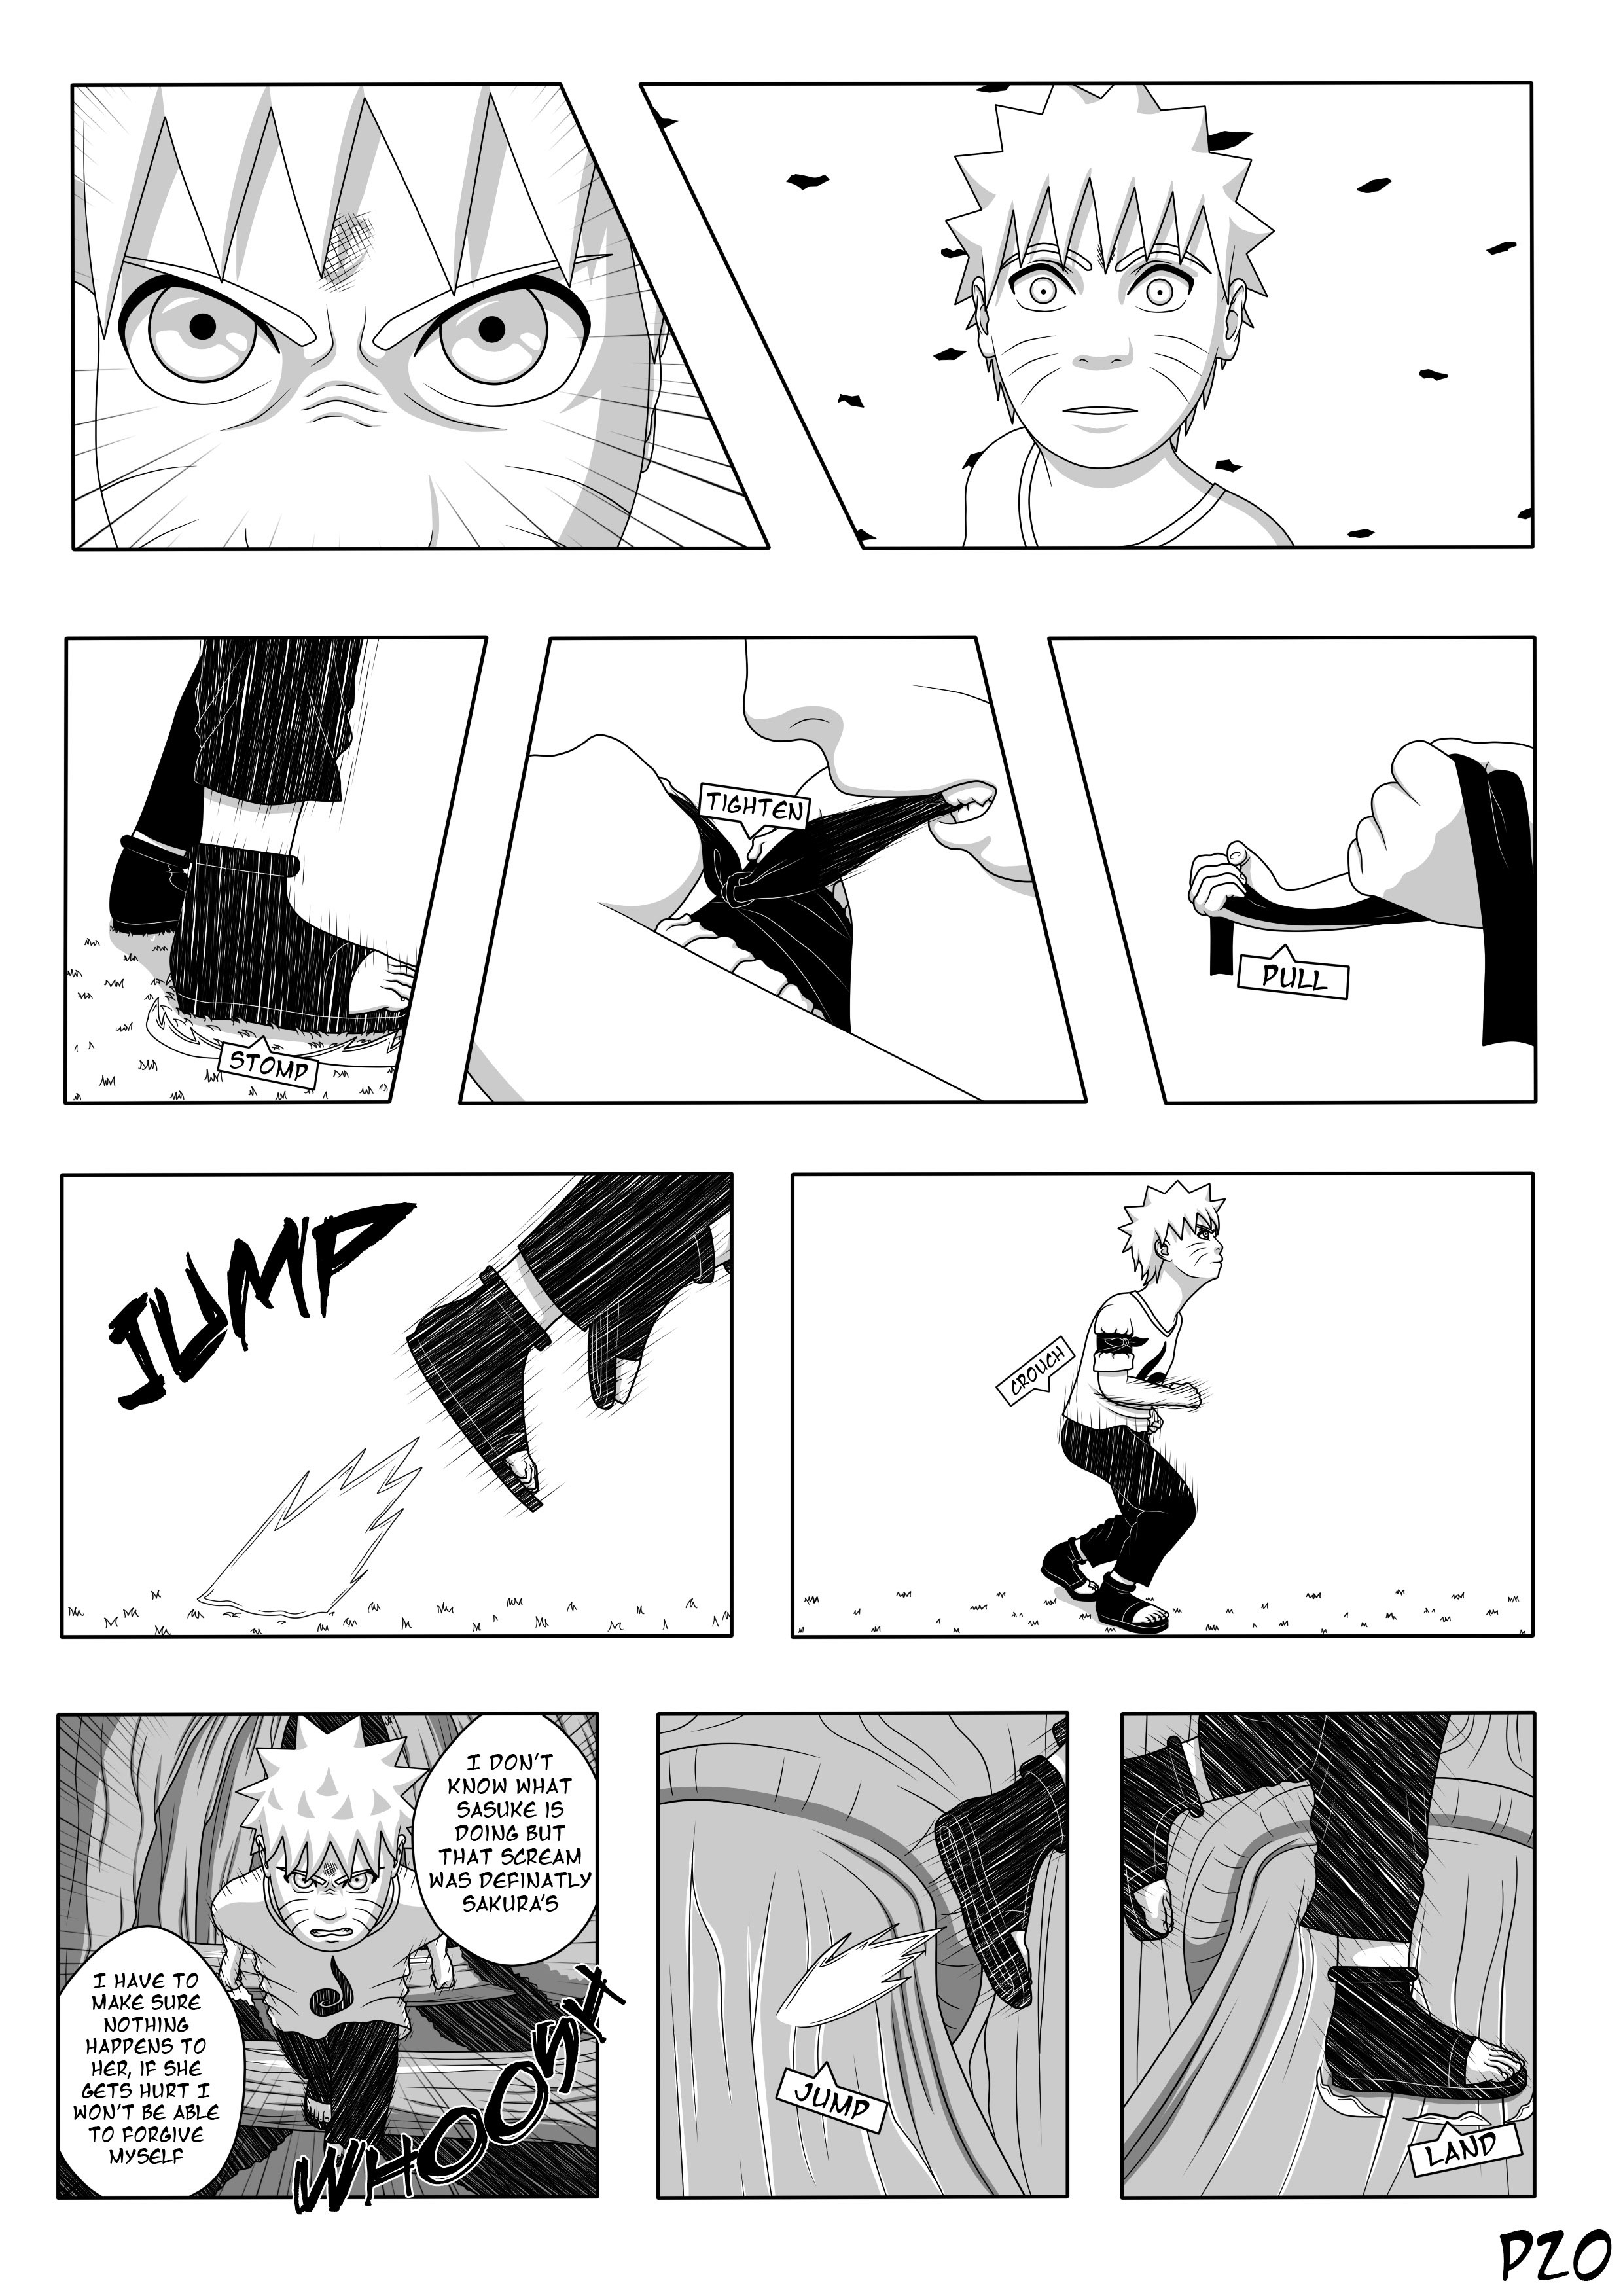 PULL
TIGHTEN
STOMP
CROUCH
JUMP
LAND
JUMP
I DON'T
KNOW WHAT
SASUKE IS
DOING BUT
THAT SCREAM
WAS DEFINATLY
SAKURA'S
I HAVE TO
MAKE SURE
NOTHING
HAPPENS TO
HER, IF SHE
GETS HURT I
WON'T BE ABLE
TO FORGIVE
MYSELF
WHOOSH
P20